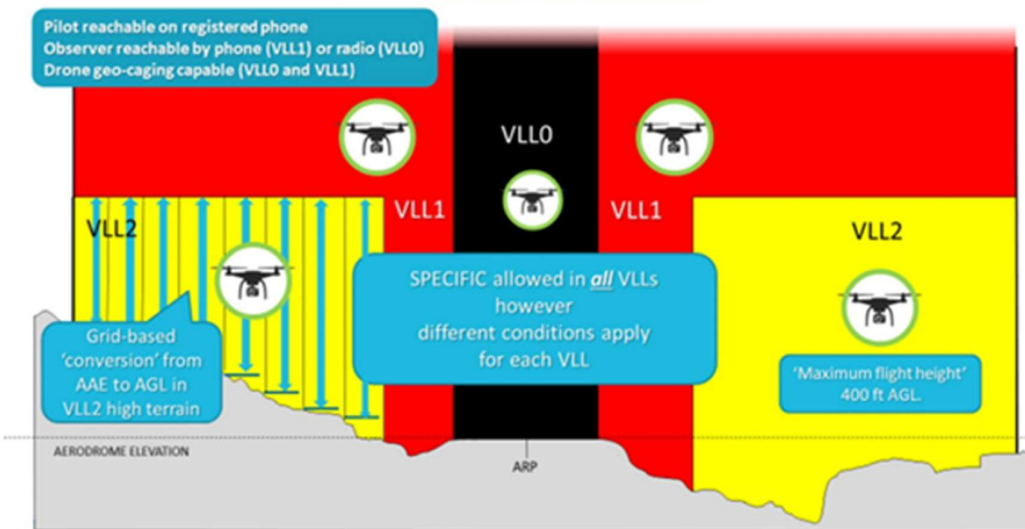 Pilot reachable on registered phone
Observer reachable by phone (VLL1) or radio (VLL0)
Drone geo-caging capable (VLL0 and VLL1)
VLL0
VLL1
VLL1
VLL2
VLL2
SPECIFIC allowed in all VLLs
however
different conditions apply
for each VLL
Grid-based
'conversion' from
AAE to AGL in
VLL2 high terrain
'Maximum flight height'
400 ft AGL.
AERODROME ELEVATION
ARP